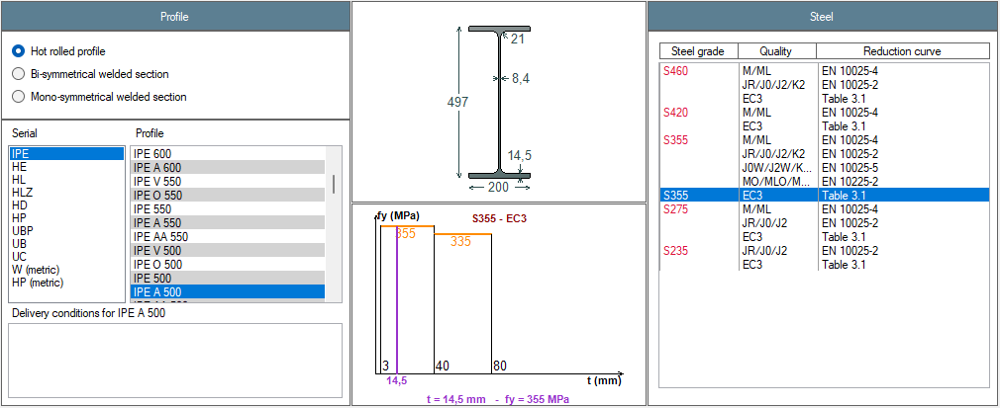 Profile
Hot rolled profile
Bi-symmetrical welded section
Mono-symmetrical welded section
Serial Profile
IPE
HE
HL
HLZ
HD
HP
UBP
UB
UC
W (metric)
HP (metric)
IPE 600
IPE A 600
IPE V 550
IPE O 550
IPE 550
IPE A 550
IPE AA 550
IPE V 500
IPE O 500
IPE 500
IPE A 500
Delivery conditions for IPE A 500
21
8,4
497
14,5
200
fy (MPa)
S355 - EC3
355
335
3
40
80
14,5
t (mm)
t = 14,5 mm - fy = 355 MPa
Steel
Steel grade Quality Reduction curve
S460 M/ML EN 10025-4
JR/J0/J2/K2 EN 10025-2
EC3 Table 3.1
S420 M/ML EN 10025-4
EC3 Table 3.1
S355 M/ML EN 10025-4
JR/J0/J2/K2 EN 10025-2
J0W/J2W/K... EN 10025-5
MO/MLO/M... EN 10225-2
S355 EC3 Table 3.1
S275 M/ML EN 10025-4
JR/J0/J2 EN 10025-2
EC3 Table 3.1
S235 JR/J0/J2 EN 10025-2
EC3 Table 3.1